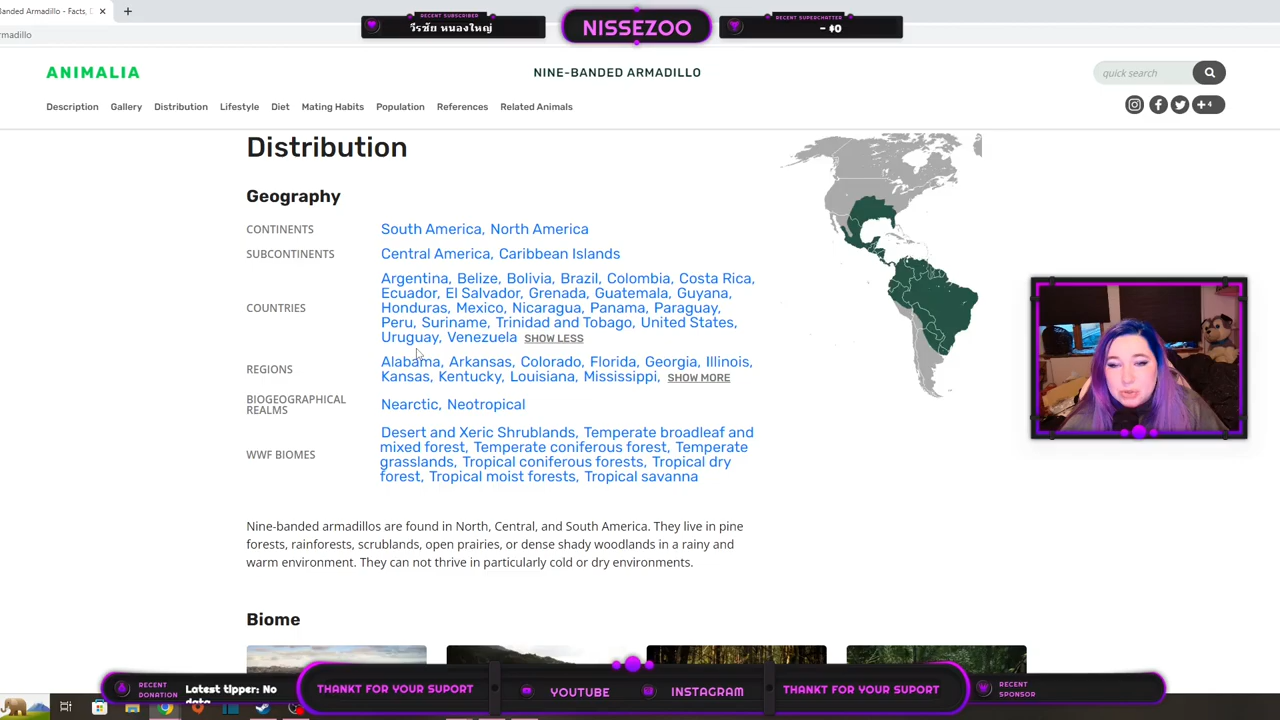 Banded Armadillo - Facts, D
rmadillo
RECENT SUBSCRIBER
วีรชัย หนองใหญ่
NISSEZOO
RECENT SUPERCHATTER
- $0
ANIMALIA
NINE-BANDED ARMADILLO
quick search
Description Gallery Distribution Lifestyle Diet Mating Habits Population References Related Animals
+ 4
Distribution
Geography
CONTINENTS
South America, North America
SUBCONTINENTS
Central America, Caribbean Islands
COUNTRIES
Argentina, Belize, Bolivia, Brazil, Colombia, Costa Rica,
Ecuador, El Salvador, Grenada, Guatemala, Guyana,
Honduras, Mexico, Nicaragua, Panama, Paraguay,
Peru, Suriname, Trinidad and Tobago, United States,
Uruguay, Venezuela SHOW LESS
REGIONS
Alabama, Arkansas, Colorado, Florida, Georgia, Illinois,
Kansas, Kentucky, Louisiana, Mississippi, SHOW MORE
BIOGEOGRAPHICAL
REALMS
Nearctic, Neotropical
WWF BIOMES
Desert and Xeric Shrublands, Temperate broadleaf and
mixed forest, Temperate coniferous forest, Temperate
grasslands, Tropical coniferous forests, Tropical dry
forest, Tropical moist forests, Tropical savanna
Nine-banded armadillos are found in North, Central, and South America. They live in pine
forests, rainforests, scrublands, open prairies, or dense shady woodlands in a rainy and
warm environment. They can not thrive in particularly cold or dry environments.
Biome
RECENT
DONATION
Latest tipper: No
data
THANKT FOR YOUR SUPORT
YOUTUBE
INSTAGRAM
THANKT FOR YOUR SUPORT
RECENT
SPONSOR